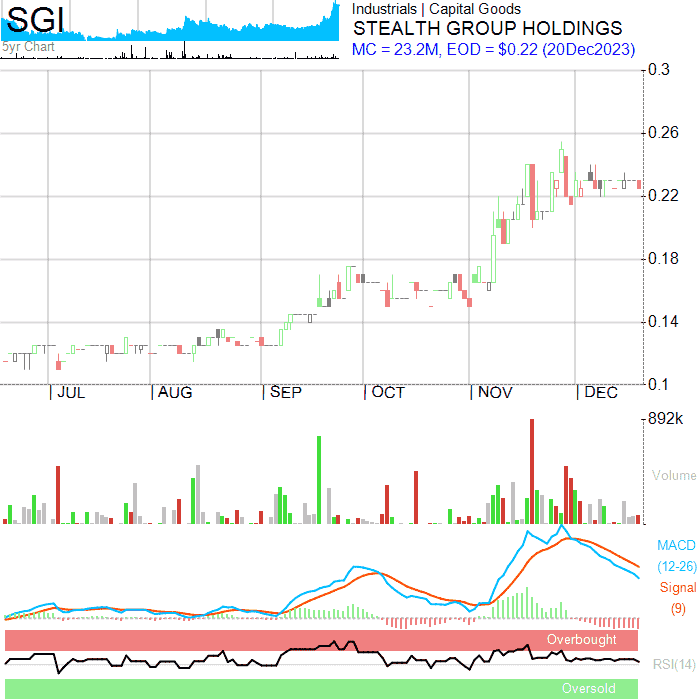 SGI
5yr Chart
Industrials | Capital Goods
STEALTH GROUP HOLDINGS
MC = 23.2M, EOD = $0.22 (20Dec2023)
0.3
0.26
0.22
0.18
0.14
0.1
JUL AUG SEP OCT NOV DEC
892k
Volume
MACD
(12-26)
Signal
(9)
Overbought
RSI(14)
Oversold